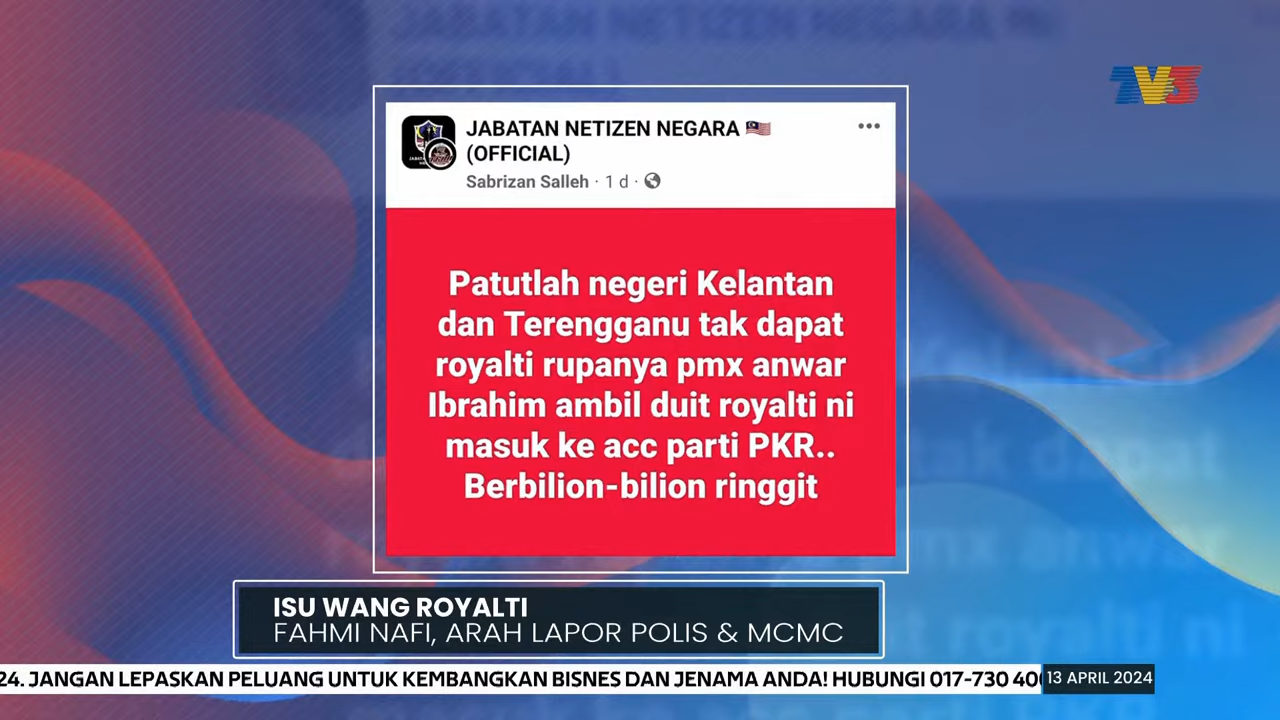 TV3
JABATAN NETIZEN NEGARA 🇲🇾
(OFFICIAL)
Sabrizan Salleh · 1 d ·
Patutlah negeri Kelantan
dan Terengganu tak dapat
royalti rupanya pmx anwar
Ibrahim ambil duit royalti ni
masuk ke acc parti PKR..
Berbilion-bilion ringgit
ISU WANG ROYALTI
FAHMI NAFI, ARAH LAPOR POLIS & MCMC
24. JANGAN LEPASKAN PELUANG UNTUK KEMBANGKAN BISNES DAN JENAMA ANDA! HUBUNGI 017-730 40
13 APRIL 2024